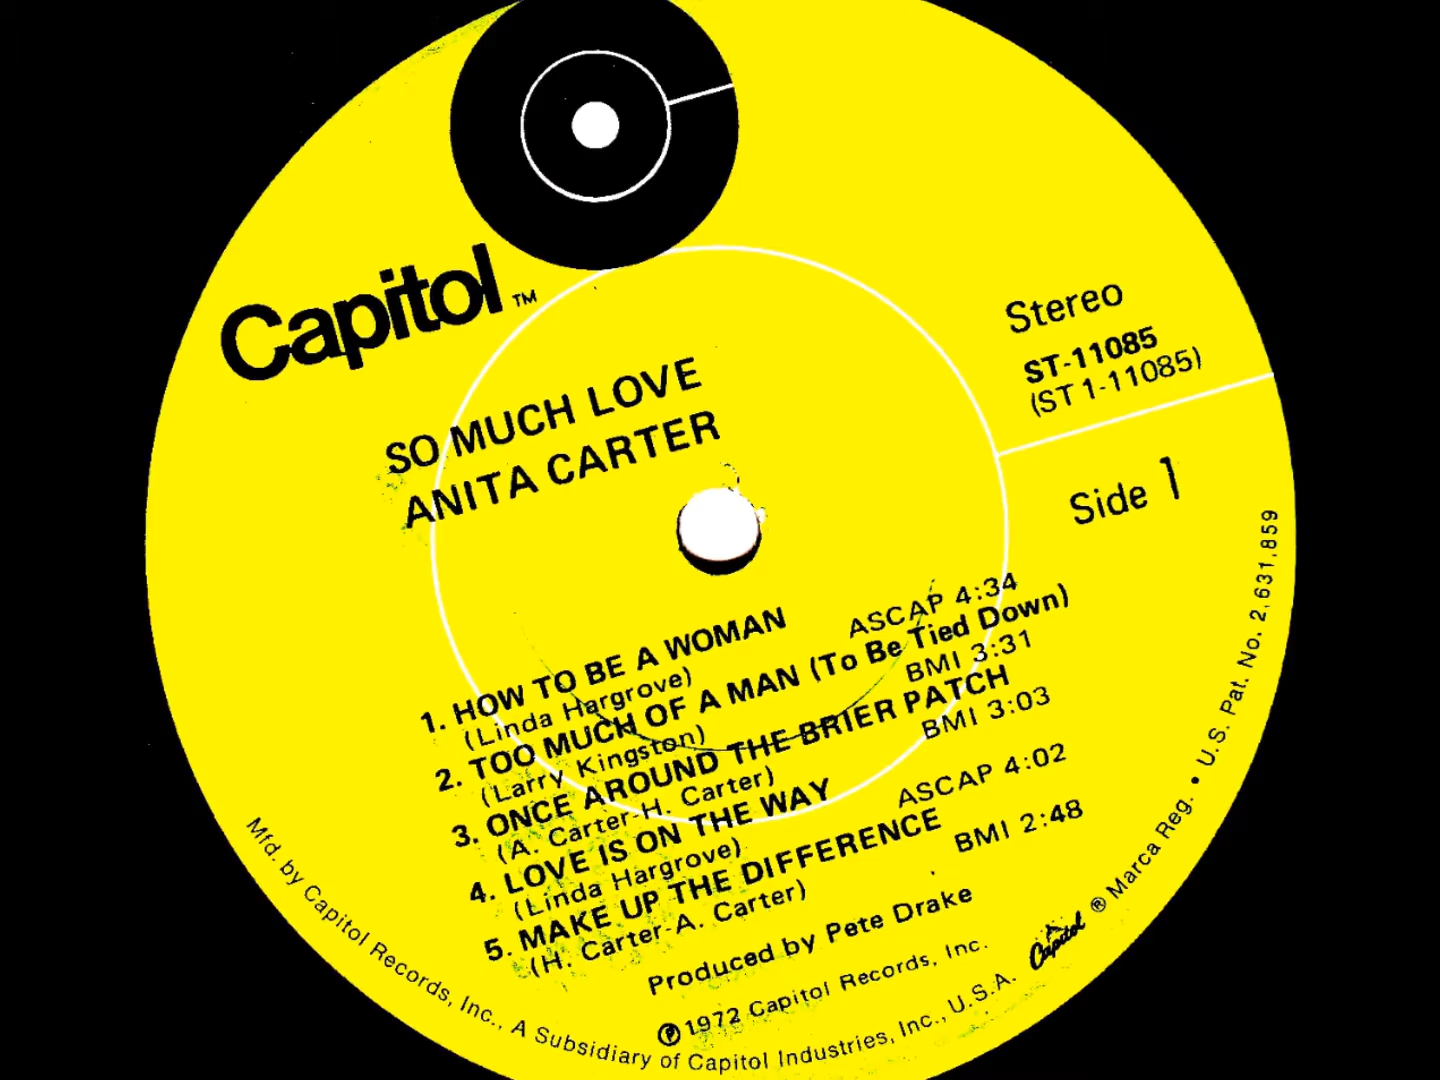 Capitol™
Stereo
ST-11085
(ST 1-11085)
SO MUCH LOVE
ANITA CARTER
Side 1
1. HOW TO BE A WOMAN
(Linda Hargrove) ASCAP 4:34
2. TOO MUCH OF A MAN (To Be Tied Down)
(Larry Kingston) BMI 3:31
3. ONCE AROUND THE BRIER PATCH
(A. Carter-H. Carter) BMI 3:03
4. LOVE IS ON THE WAY
(Linda Hargrove) ASCAP 4:02
5. MAKE UP THE DIFFERENCE
(H. Carter-A. Carter) BMI 2:48
Produced by Pete Drake
℗ 1972 Capitol Records, Inc.
Mfd. by Capitol Records, Inc., A Subsidiary of Capitol Industries, Inc., U.S.A. Capitol ® Marca Reg. • U.S. Pat. No. 2,631,859